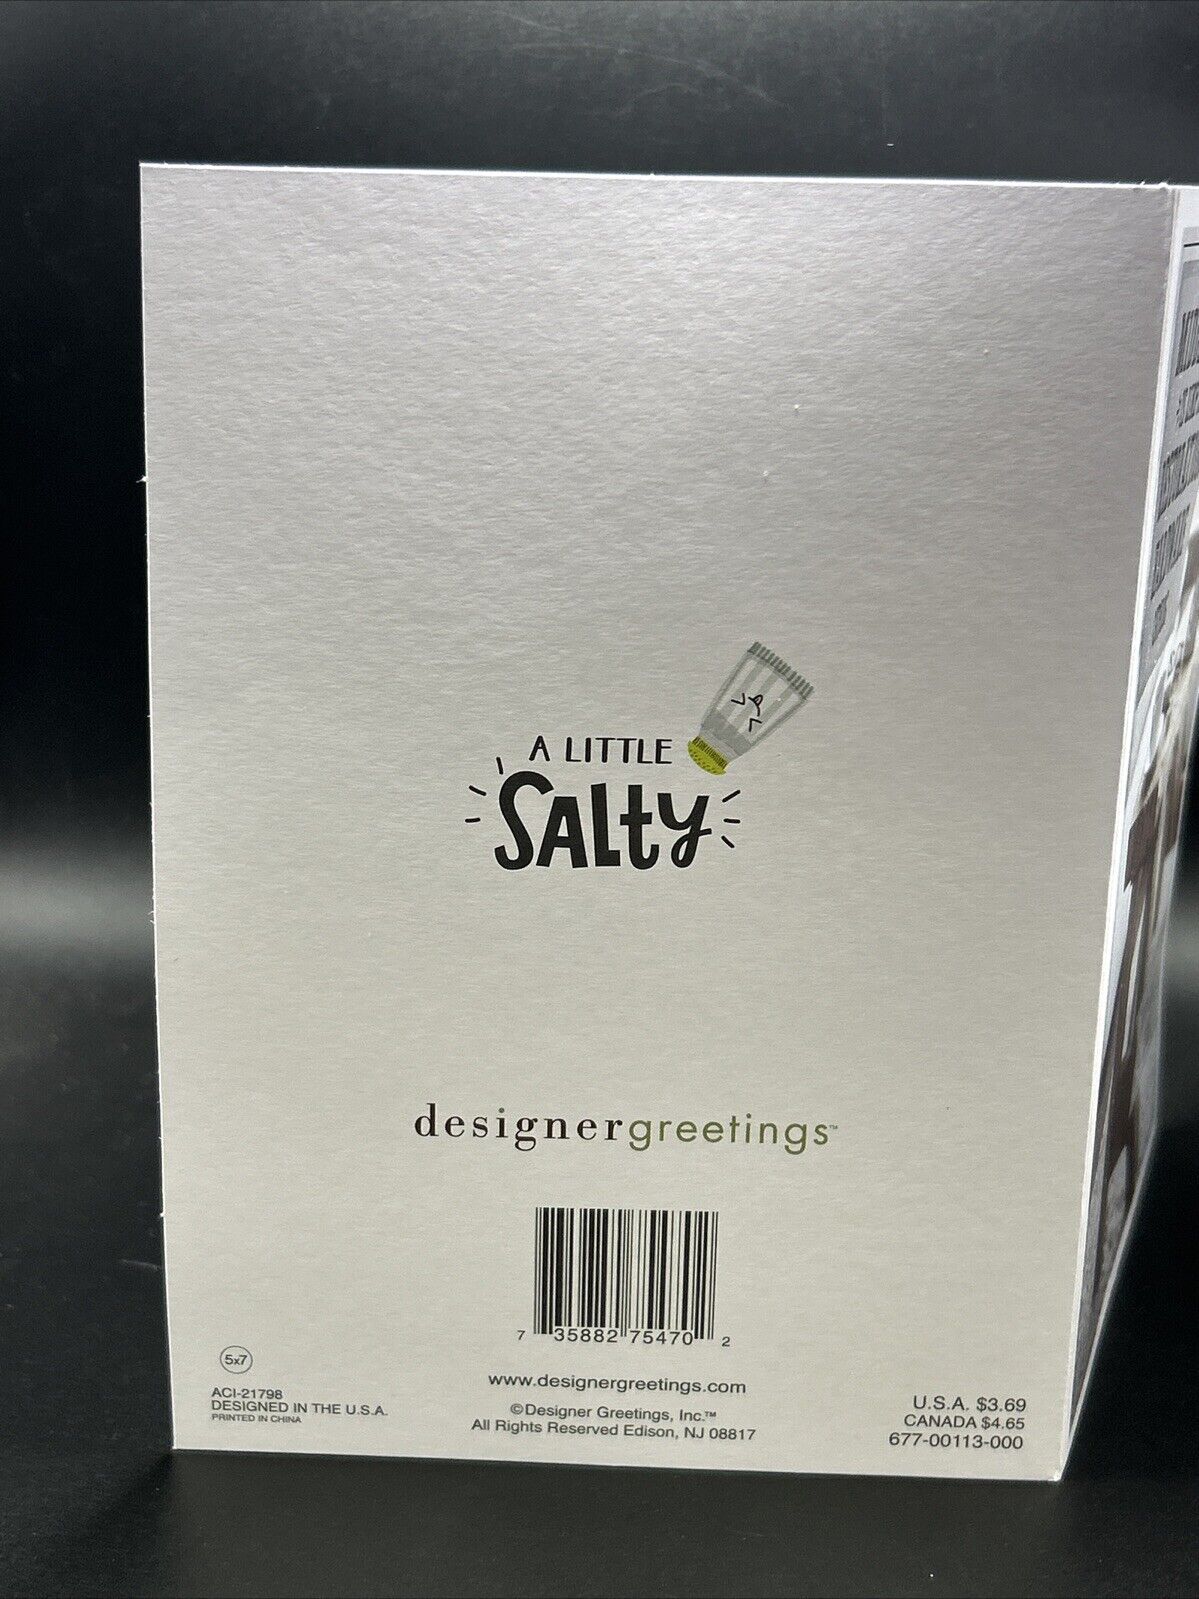 A LITTLE
SALty
designergreetings™
7 35882 75470 2
5x7
ACI-21798
DESIGNED IN THE U.S.A.
PRINTED IN CHINA
www.designergreetings.com
©Designer Greetings, Inc.™
All Rights Reserved Edison, NJ 08817
U.S.A. $3.69
CANADA $4.65
677-00113-000